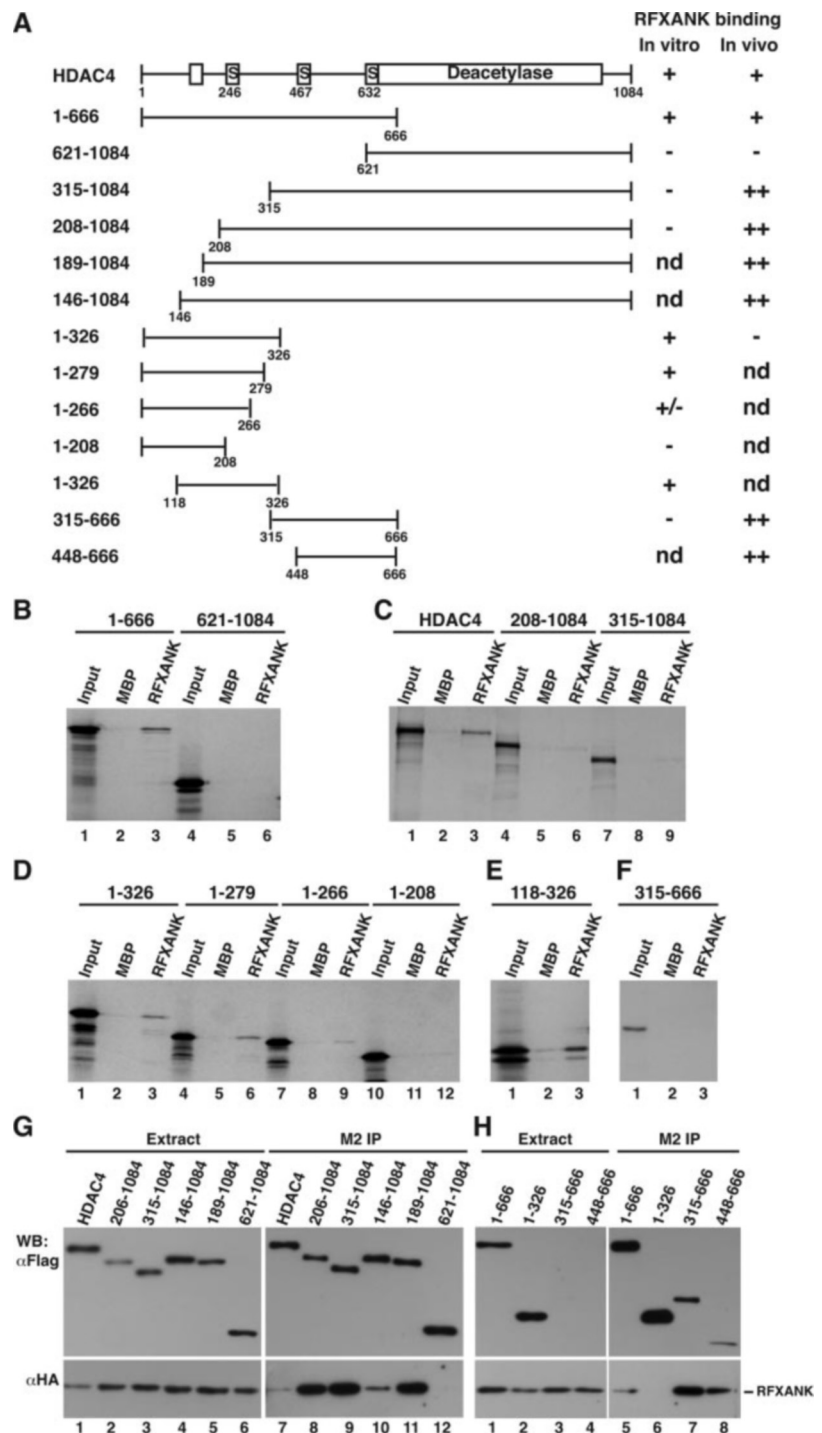 A
RFXANK binding
In vitro In vivo
HDAC4 S S S Deacetylase + +
1 246 467 632 1084
1-666 + +
666
621-1084 - -
621
315-1084 - ++
315
208-1084 - ++
208
189-1084 nd ++
189
146-1084 nd ++
146
1-326 + -
326
1-279 + nd
279
1-266 +/- nd
266
1-208 - nd
208
1-326 + nd
118 326
315-666 - ++
315 666
448-666 nd ++
448 666
B
1-666 621-1084
Input MBP RFXANK Input MBP RFXANK
1 2 3 4 5 6
C
HDAC4 208-1084 315-1084
Input MBP RFXANK Input MBP RFXANK Input MBP RFXANK
1 2 3 4 5 6 7 8 9
D
1-326 1-279 1-266 1-208
Input MBP RFXANK Input MBP RFXANK Input MBP RFXANK Input MBP RFXANK
1 2 3 4 5 6 7 8 9 10 11 12
E
118-326
Input MBP RFXANK
1 2 3
F
315-666
Input MBP RFXANK
1 2 3
G
Extract M2 IP
HDAC4 206-1084 315-1084 146-1084 189-1084 621-1084 HDAC4 206-1084 315-1084 146-1084 189-1084 621-1084
WB:
αFlag
αHA
1 2 3 4 5 6 7 8 9 10 11 12
H
Extract M2 IP
1-666 1-326 315-666 448-666 1-666 1-326 315-666 448-666
– RFXANK
1 2 3 4 5 6 7 8